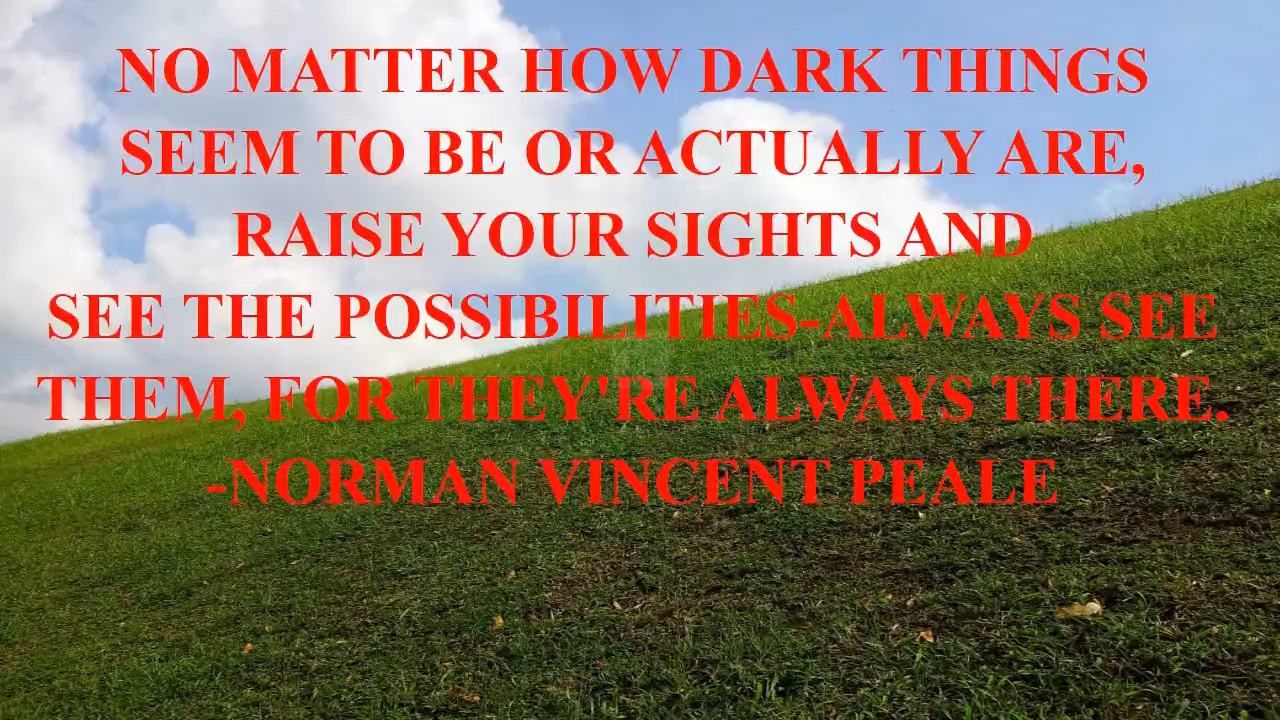 NO MATTER HOW DARK THINGS
SEEM TO BE OR ACTUALLY ARE,
RAISE YOUR SIGHTS AND
SEE THE POSSIBILITIES-ALWAYS SEE
THEM, FOR THEY'RE ALWAYS THERE.
-NORMAN VINCENT PEALE